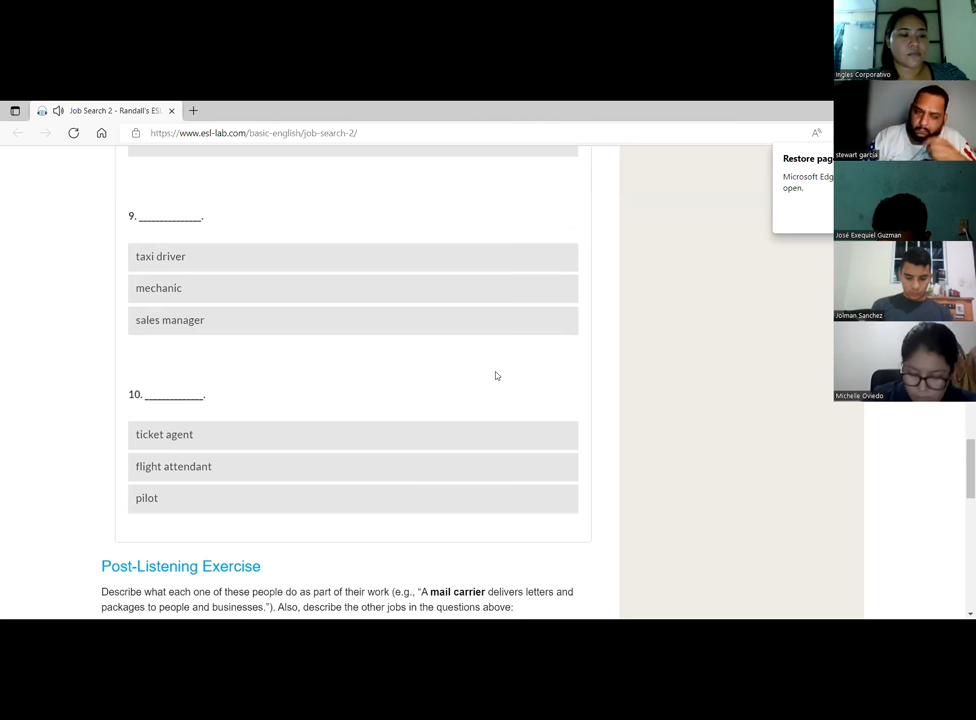 Ingles Corporativo
Job Search 2 - Randall's ESL
https://www.esl-lab.com/basic-english/job-search-2/
stewart garcia
Restore pag
Microsoft Edg
open.
9. ______________.
taxi driver
José Exequiel Guzman
mechanic
sales manager
Jolman Sanchez
10. _____________.
Michelle Oviedo
ticket agent
flight attendant
pilot
Post-Listening Exercise
Describe what each one of these people do as part of their work (e.g., “A mail carrier delivers letters and
packages to people and businesses.”). Also, describe the other jobs in the questions above: